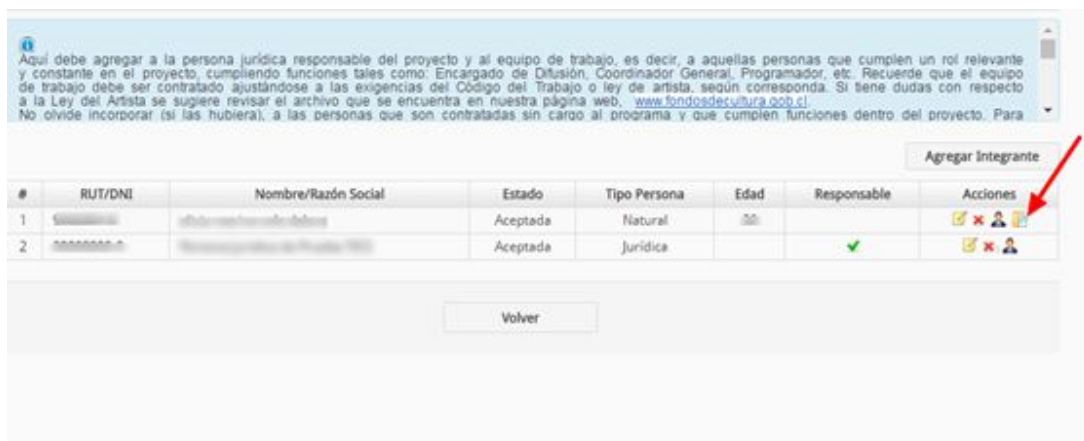 Aquí debe agregar a la persona jurídica responsable del proyecto y al equipo de trabajo, es decir, a aquellas personas que cumplen un rol relevante
y constante en el proyecto, cumpliendo funciones tales como: Encargado de Difusión, Coordinador General, Programador, etc. Recuerde que el equipo
de trabajo debe ser contratado ajustándose a las exigencias del Código del Trabajo o ley de artista, según corresponda. Si tiene dudas con respecto
a la Ley del Artista se sugiere revisar el archivo que se encuentra en nuestra página web, www.fondosdecultura.gob.cl.
No olvide incorporar (si las hubiera), a las personas que son contratadas sin cargo al programa y que cumplen funciones dentro del proyecto. Para
Agregar Integrante
# RUT/DNI Nombre/Razón Social Estado Tipo Persona Edad Responsable Acciones
1 Aceptada Natural
2 Aceptada Jurídica
Volver